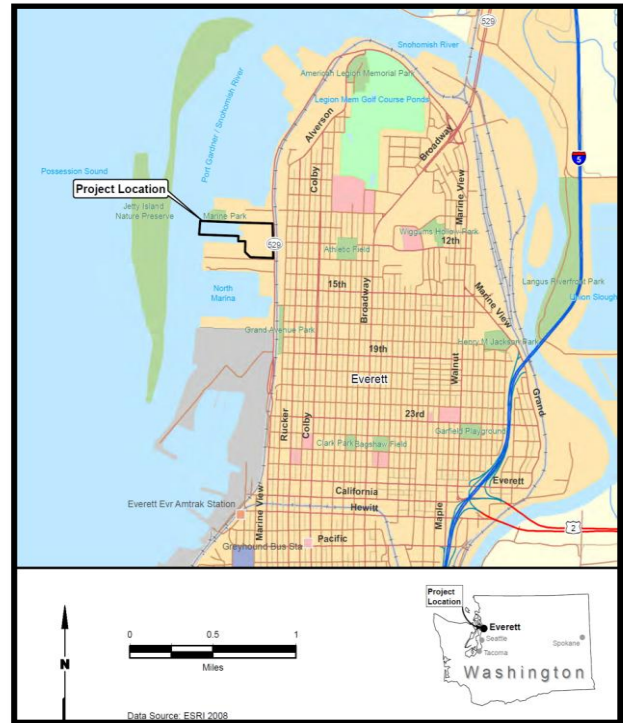 529
Snohomish River
American Legion Memorial Park
Legion Mem Golf Course Ponds
Port Gardner / Snohomish River
Alverson
Broadway
5
Possession Sound
Colby
Marine View
Project Location
Jetty Island
Nature Preserve
Marine Park
529
Wiggums Hollow Park
12th
Athletic Field
Langus Riverfront Park
Union Slough
North
Marina
15th
Broadway
Marine View
Grand Avenue Park
Henry M Jackson Park
19th
Walnut
Everett
Grand
Rucker
Colby
23rd
Clark Park
Bagshaw Field
Garfield Playground
Everett
California
Everett Evr Amtrak Station
Hewitt
Marine View
Maple
2
Pacific
Greyhound Bus Sta
N
0 0.5 1
Miles
Data Source: ESRI 2008
Project
Location
Everett
Seattle
Tacoma
Spokane
Washington